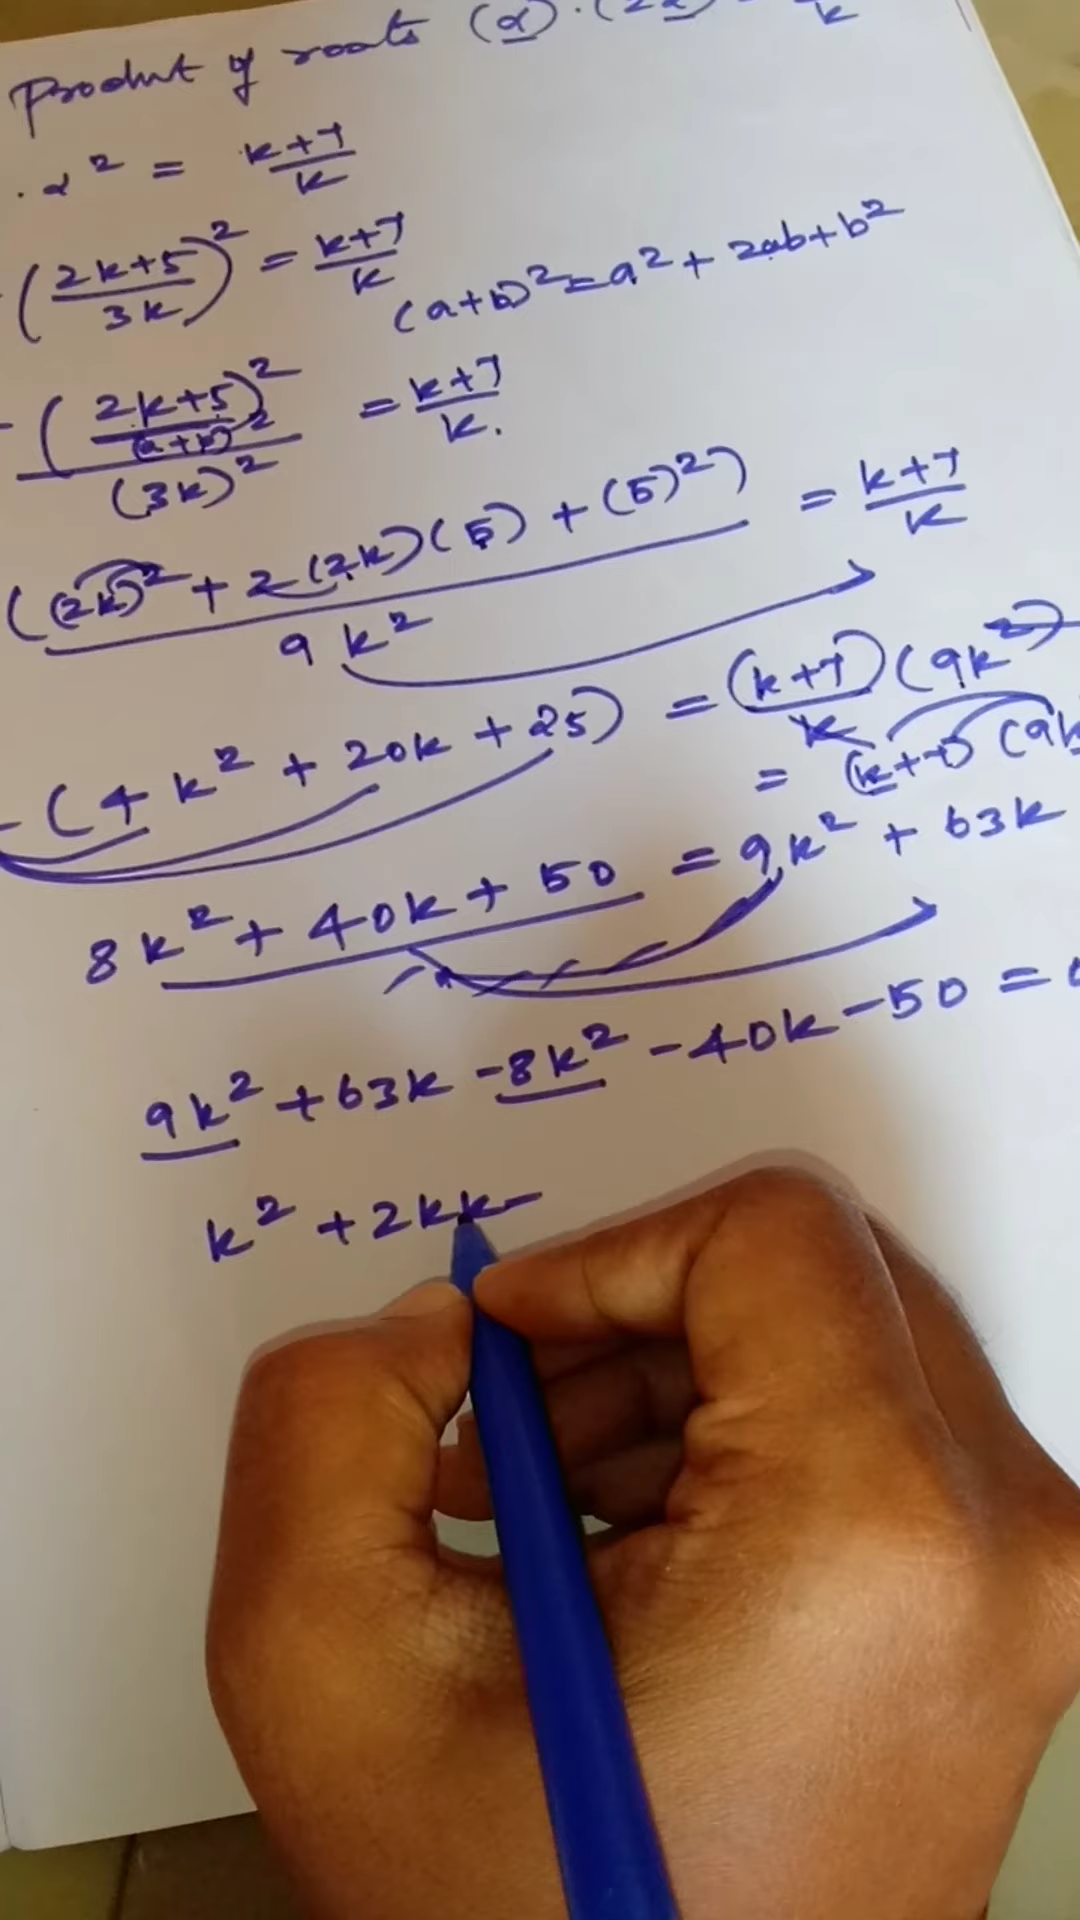 Product of roots (α).(2α)
α² = k+7/k
(2k+5/3k)² = k+7/k
(a+b)² = a² + 2ab + b²
(2k+5)²/(3k)² = k+7/k.
(a+b)²
((2k)² + 2(2k)(5) + (5)²)/9k² = k+7/k
(4k² + 20k + 25) = (k+7)/k (9k²)
= (k+7) (9k
8k² + 40k + 50 = 9k² + 63k
9k² + 63k - 8k² - 40k - 50 =
k² + 2kk -